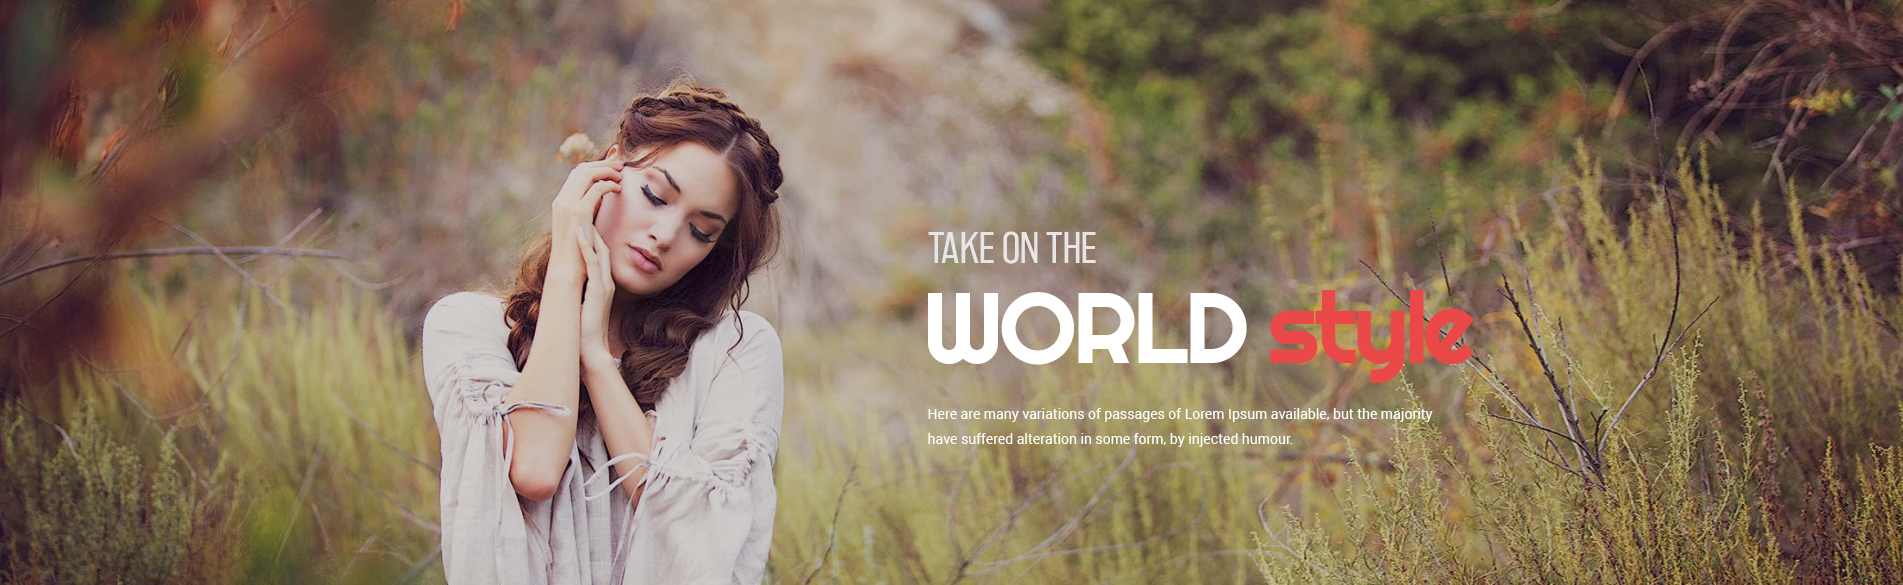 TAKE ON THE
WORLD style
Here are many variations of passages of Lorem Ipsum available, but the majority
have suffered alteration in some form, by injected humour.